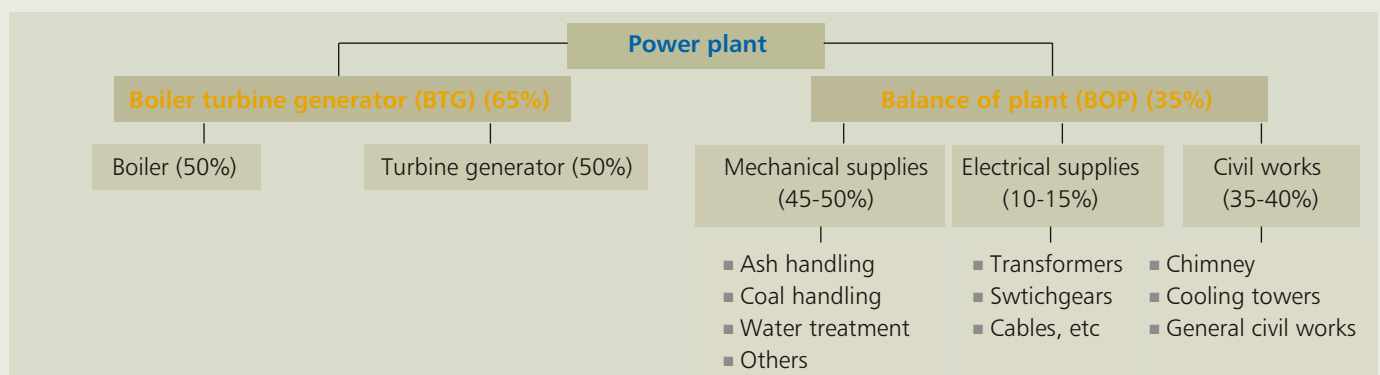 Power plant
Boiler turbine generator (BTG) (65%)
Balance of plant (BOP) (35%)
Boiler (50%)
Turbine generator (50%)
Mechanical supplies
(45-50%)
Electrical supplies
(10-15%)
Civil works
(35-40%)
■ Ash handling
■ Coal handling
■ Water treatment
■ Others
■ Transformers
■ Swtichgears
■ Cables, etc
■ Chimney
■ Cooling towers
■ General civil works